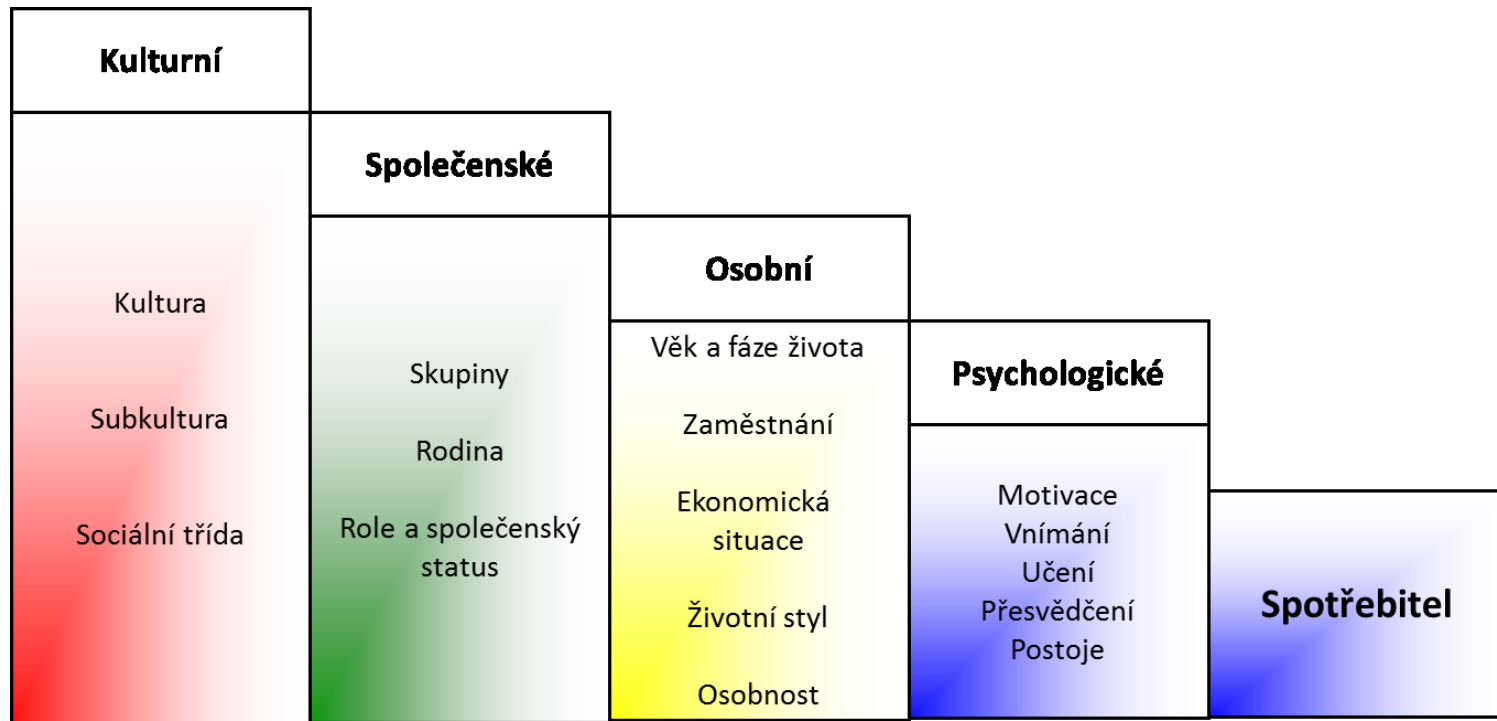 Kulturní
Kultura
Subkultura
Sociální třída
Společenské
Skupiny
Rodina
Role a společenský
status
Osobní
Věk a fáze života
Zaměstnání
Ekonomická
situace
Životní styl
Osobnost
Psychologické
Motivace
Vnímání
Učení
Přesvědčení
Postoje
Spotřebitel